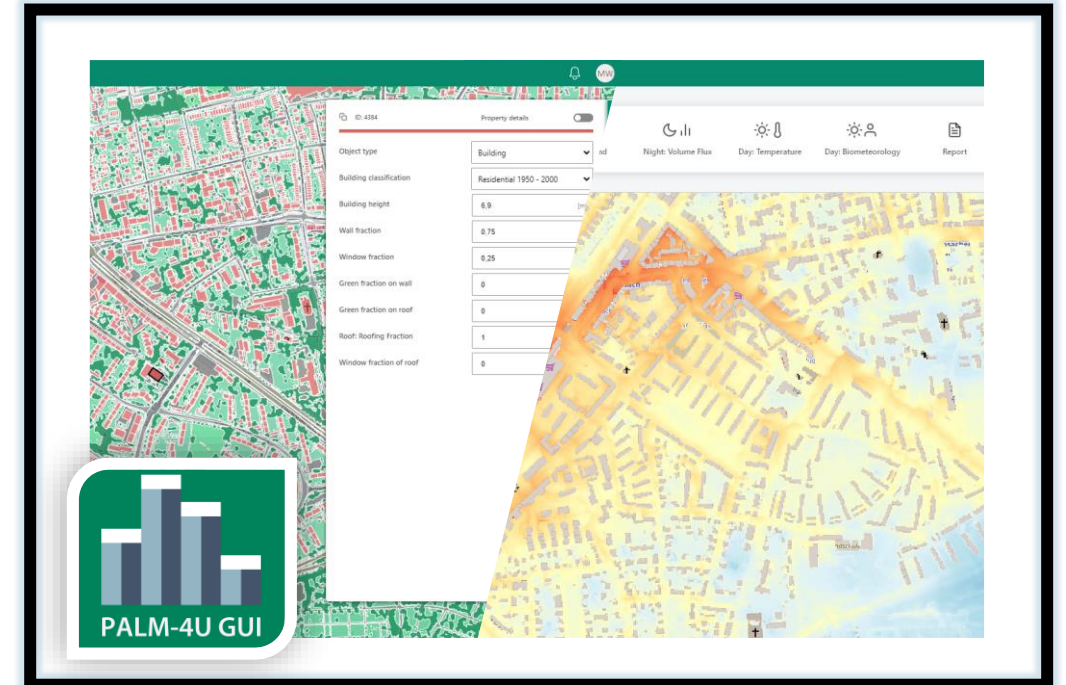 MW
ID: 4384 Property details
Object type Building
Building classification Residential 1950 - 2000
Building height 6,9
Wall fraction 0,75
Window fraction 0,25
Green fraction on wall 0
Green fraction on roof 0
Roof: Roofing Fraction 1
Window fraction of roof 0
Night: Volume Flux Day: Temperature Day: Biometeorology Report
PALM-4U GUI